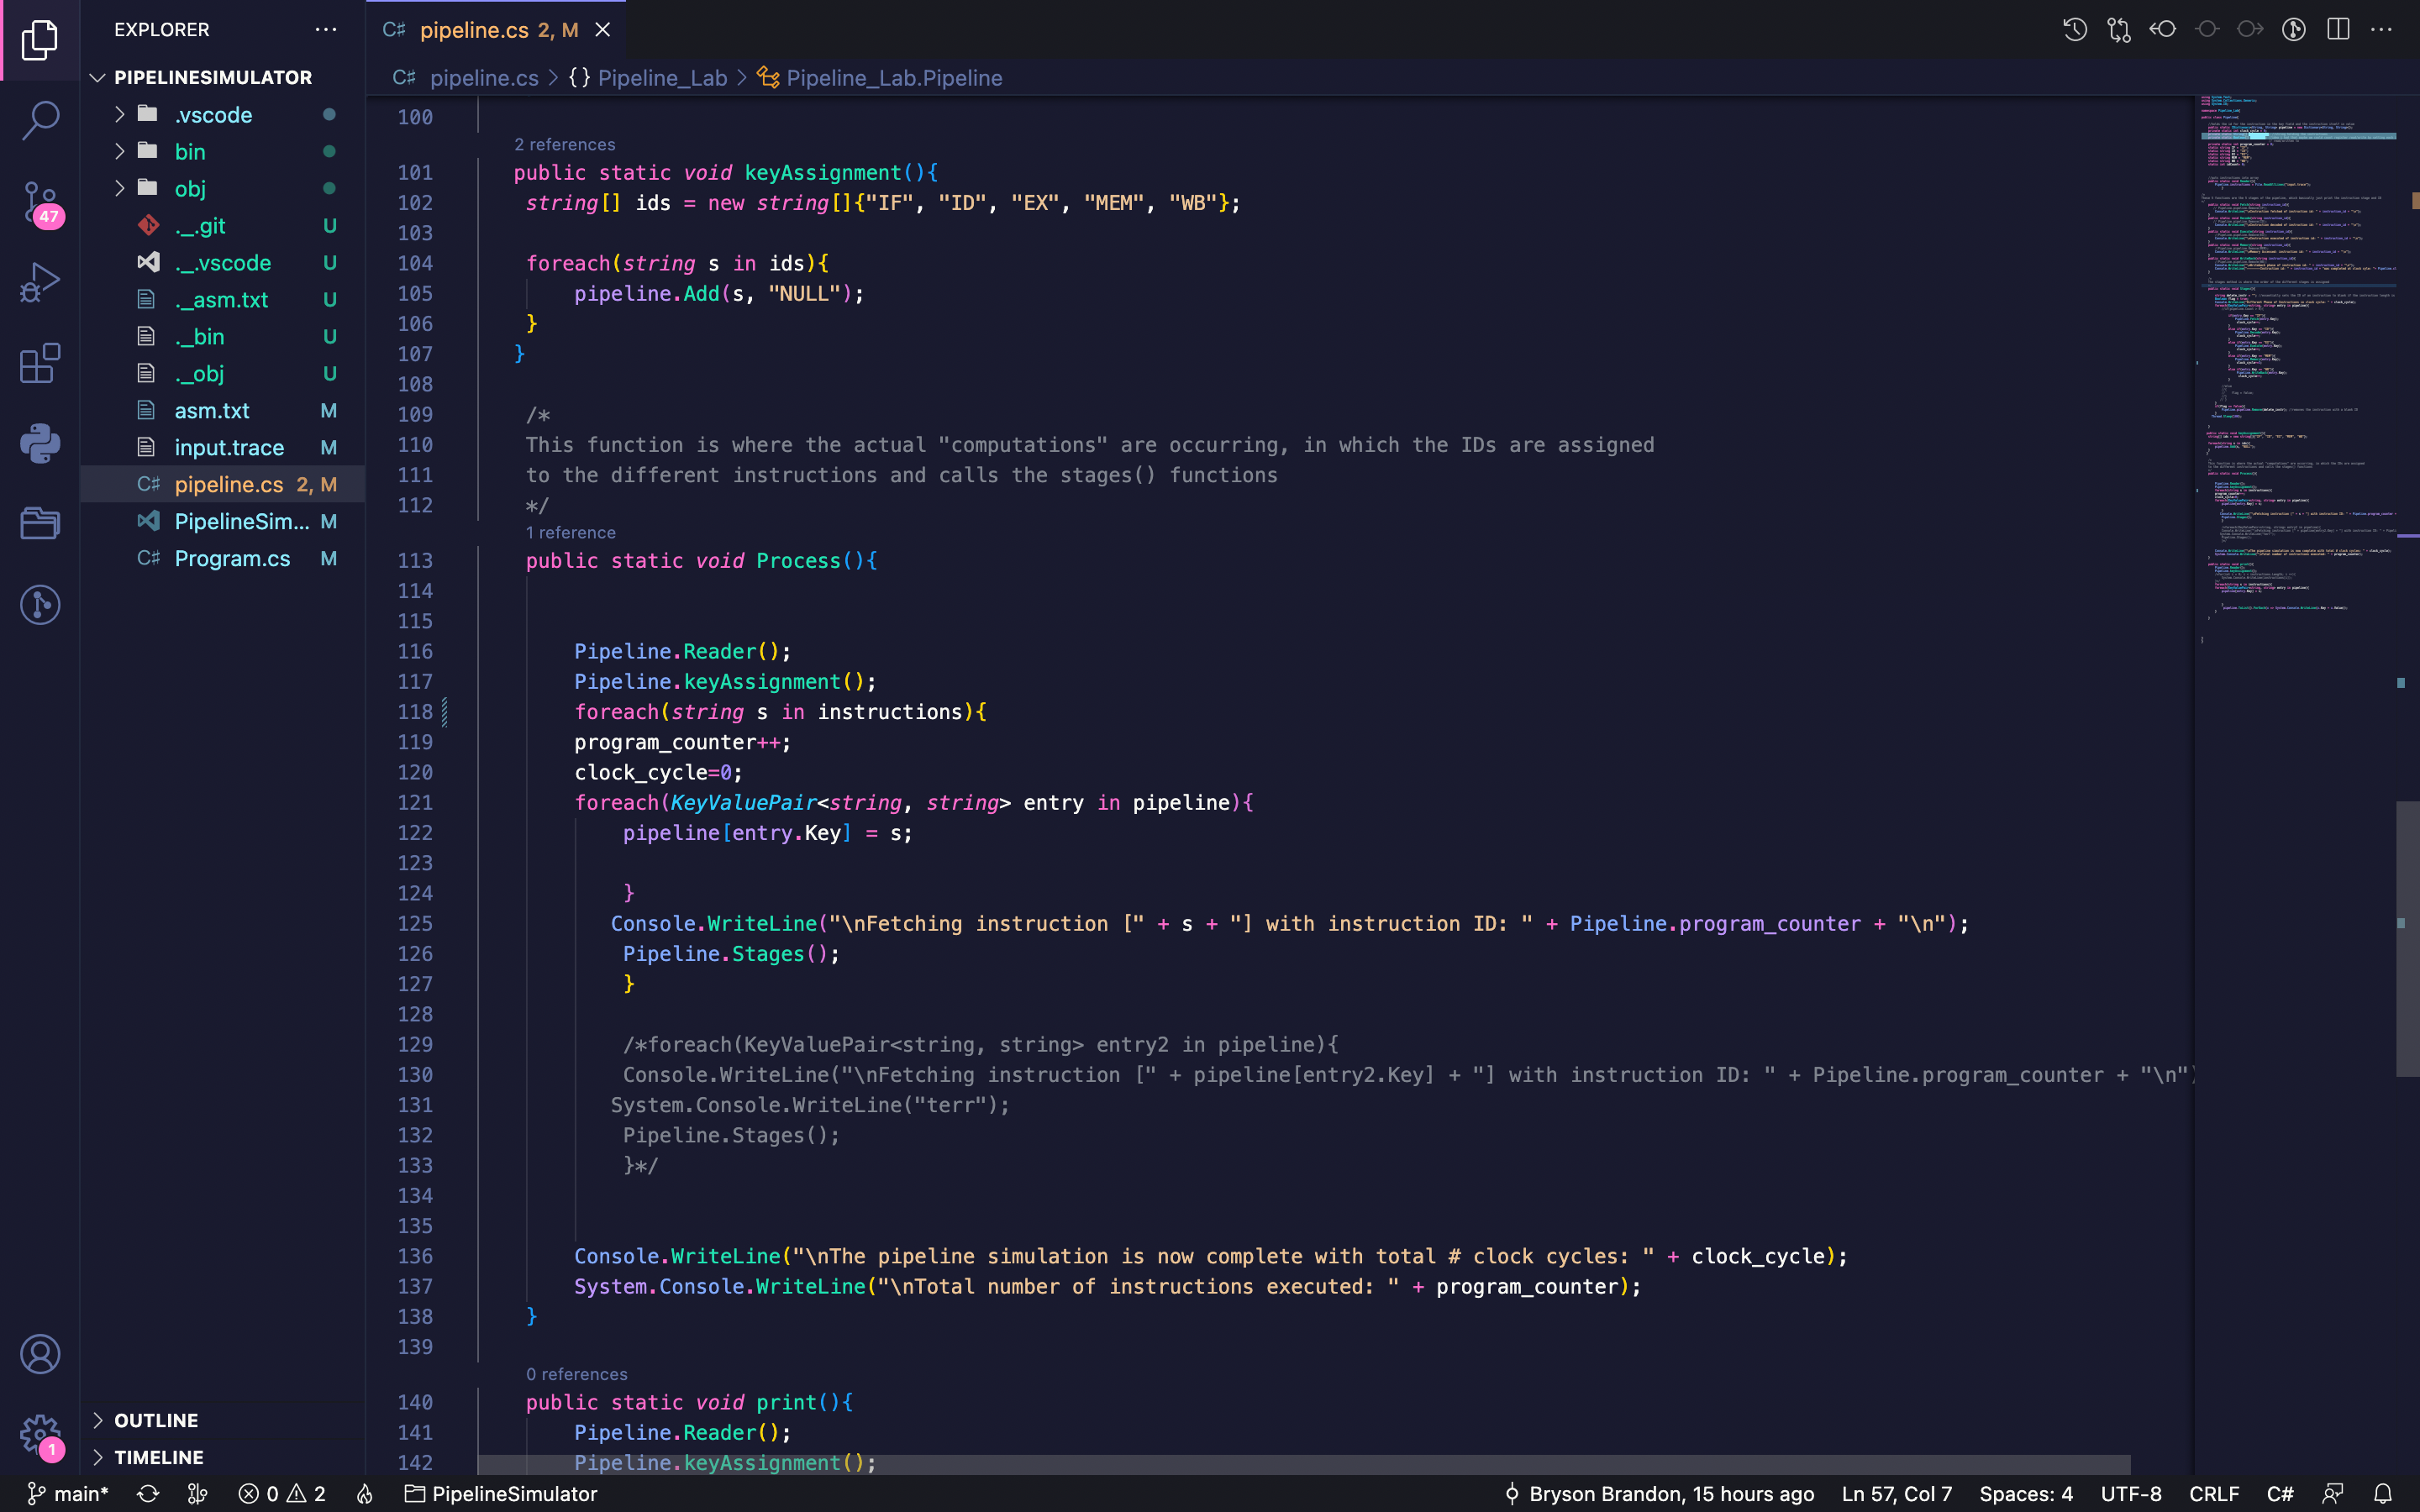 EXPLORER
PIPELINESIMULATOR
.vscode
bin
obj
._.git U
._.vscode U
._asm.txt U
._bin U
._obj U
asm.txt M
input.trace M
pipeline.cs 2, M
PipelineSim... M
Program.cs M
OUTLINE
TIMELINE
47
1
C# pipeline.cs 2, M
C# pipeline.cs > {} Pipeline_Lab > Pipeline_Lab.Pipeline
100
2 references
101 public static void keyAssignment(){
102 string[] ids = new string[]{"IF", "ID", "EX", "MEM", "WB"};
103
104 foreach(string s in ids){
105 pipeline.Add(s, "NULL");
106 }
107 }
108
109 /*
110 This function is where the actual "computations" are occurring, in which the IDs are assigned
111 to the different instructions and calls the stages() functions
112 */
1 reference
113 public static void Process(){
114
115
116 Pipeline.Reader();
117 Pipeline.keyAssignment();
118 foreach(string s in instructions){
119 program_counter++;
120 clock_cycle=0;
121 foreach(KeyValuePair<string, string> entry in pipeline){
122 pipeline[entry.Key] = s;
123
124 }
125 Console.WriteLine("\nFetching instruction [" + s + "] with instruction ID: " + Pipeline.program_counter + "\n");
126 Pipeline.Stages();
127 }
128
129 /*foreach(KeyValuePair<string, string> entry2 in pipeline){
130 Console.WriteLine("\nFetching instruction [" + pipeline[entry2.Key] + "] with instruction ID: " + Pipeline.program_counter + "\n")
131 System.Console.WriteLine("terr");
132 Pipeline.Stages();
133 }*/
134
135
136 Console.WriteLine("\nThe pipeline simulation is now complete with total # clock cycles: " + clock_cycle);
137 System.Console.WriteLine("\nTotal number of instructions executed: " + program_counter);
138 }
139
0 references
140 public static void print(){
141 Pipeline.Reader();
142 Pipeline.keyAssignment();
main* 0 2 PipelineSimulator Bryson Brandon, 15 hours ago Ln 57, Col 7 Spaces: 4 UTF-8 CRLF C#